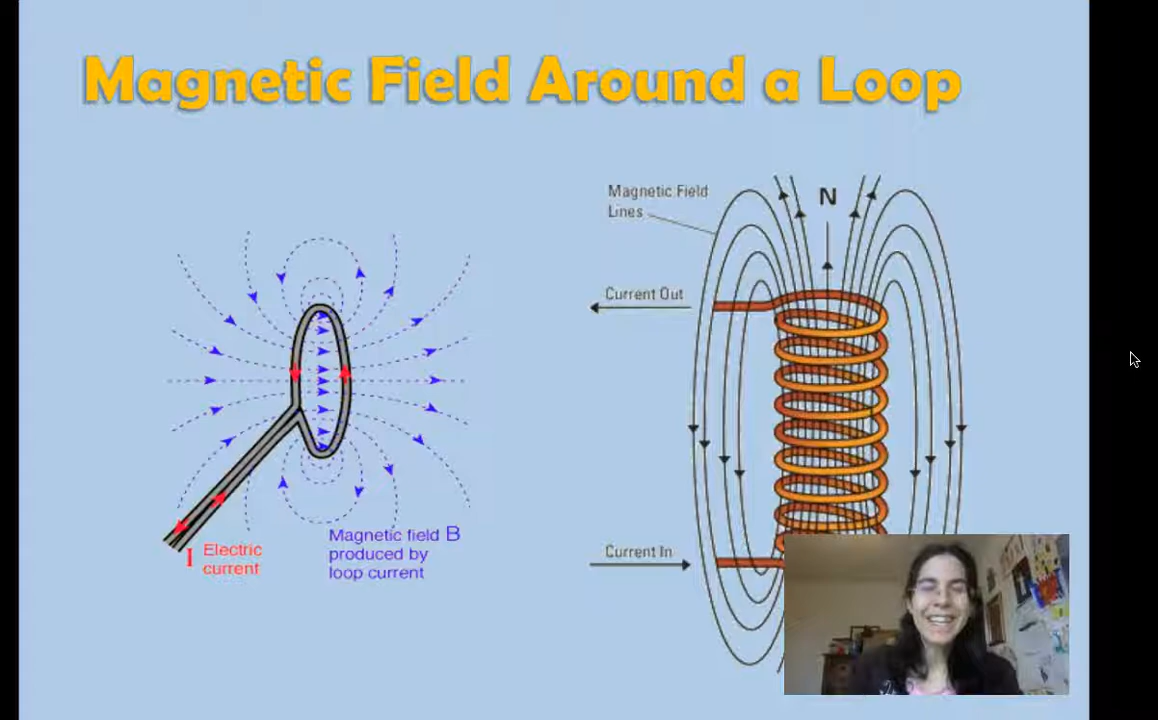 Magnetic Field Around a Loop
Magnetic Field
Lines
N
Current Out
Current In
I Electric
current
Magnetic field B
produced by
loop current